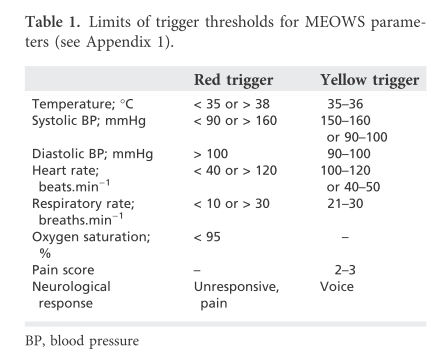 Table 1. Limits of trigger thresholds for MEOWS parame-
ters (see Appendix 1).
Red trigger Yellow trigger
Temperature; °C < 35 or > 38 35–36
Systolic BP; mmHg < 90 or > 160 150–160
or 90–100
Diastolic BP; mmHg > 100 90–100
Heart rate; < 40 or > 120 100–120
beats.min⁻¹ or 40–50
Respiratory rate; < 10 or > 30 21–30
breaths.min⁻¹
Oxygen saturation; < 95 –
%
Pain score – 2–3
Neurological Unresponsive, Voice
response pain
BP, blood pressure